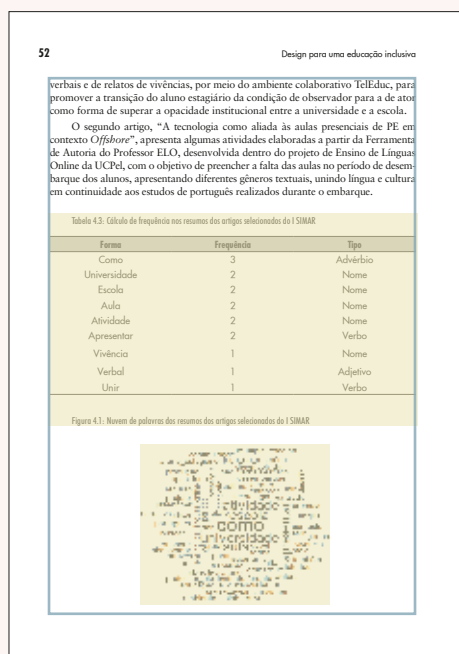 52
Design para uma educação inclusiva
verbais e de relatos de vivências, por meio do ambiente colaborativo TelEduc, para
promover a transição do aluno estagiário da condição de observador para a de ator
como forma de superar a opacidade institucional entre a universidade e a escola.
O segundo artigo, “A tecnologia como aliada às aulas presenciais de PE em
contexto Offshore”, apresenta algumas atividades elaboradas a partir da Ferramenta
de Autoria do Professor ELO, desenvolvida dentro do projeto de Ensino de Línguas
Online da UCPel, com o objetivo de preencher a falta das aulas no período de desem-
barque dos alunos, apresentando diferentes gêneros textuais, unindo língua e cultura
em continuidade aos estudos de português realizados durante o embarque.
Tabela 4.3: Cálculo de frequência nos resumos dos artigos selecionados do I SIMAR
Forma Frequência Tipo
Como 3 Advérbio
Universidade 2 Nome
Escola 2 Nome
Aula 2 Nome
Atividade 2 Nome
Apresentar 2 Verbo
Vivência 1 Nome
Verbal 1 Adjetivo
Unir 1 Verbo
Figura 4.1: Nuvem de palavras dos resumos dos artigos selecionados do I SIMAR
atividade
como
universidade